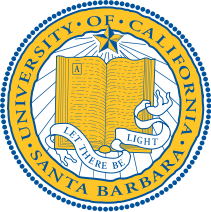 UNIVERSITY · OF · CALIFORNIA
A
LET THERE BE
LIGHT
· SANTA BARBARA ·